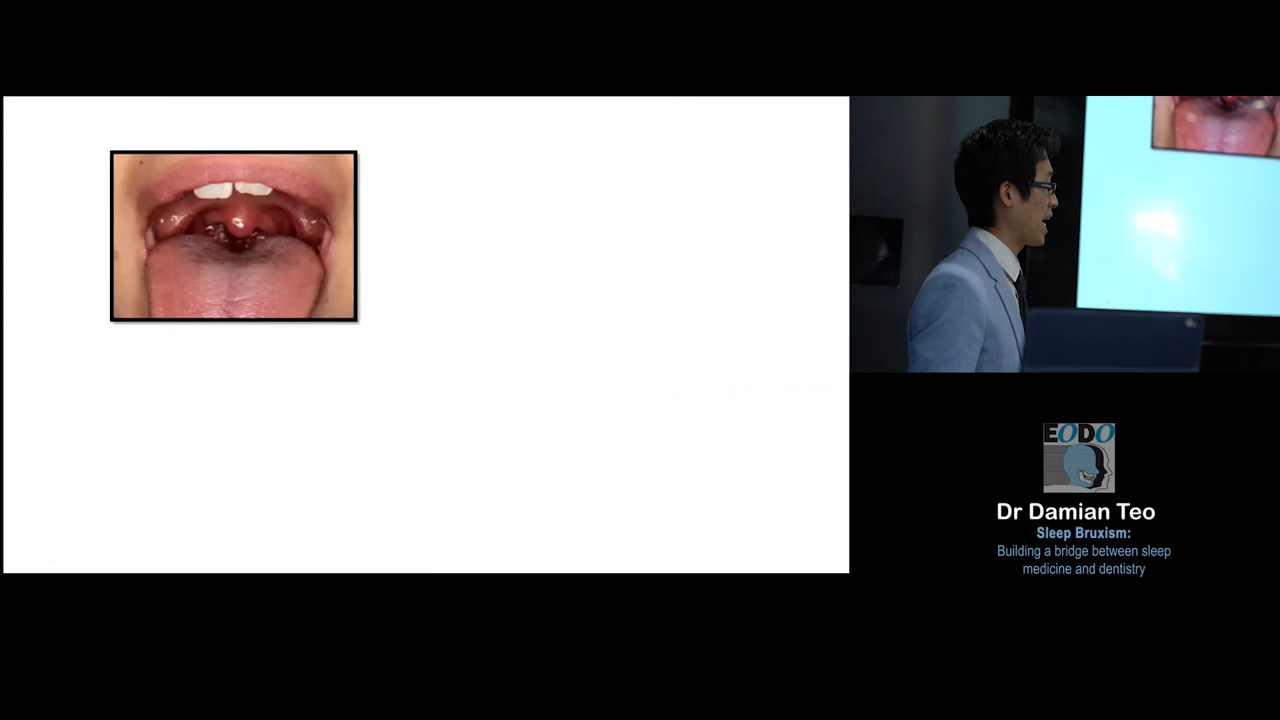 EODO
Dr Damian Teo
Sleep Bruxism:
Building a bridge between sleep
medicine and dentistry